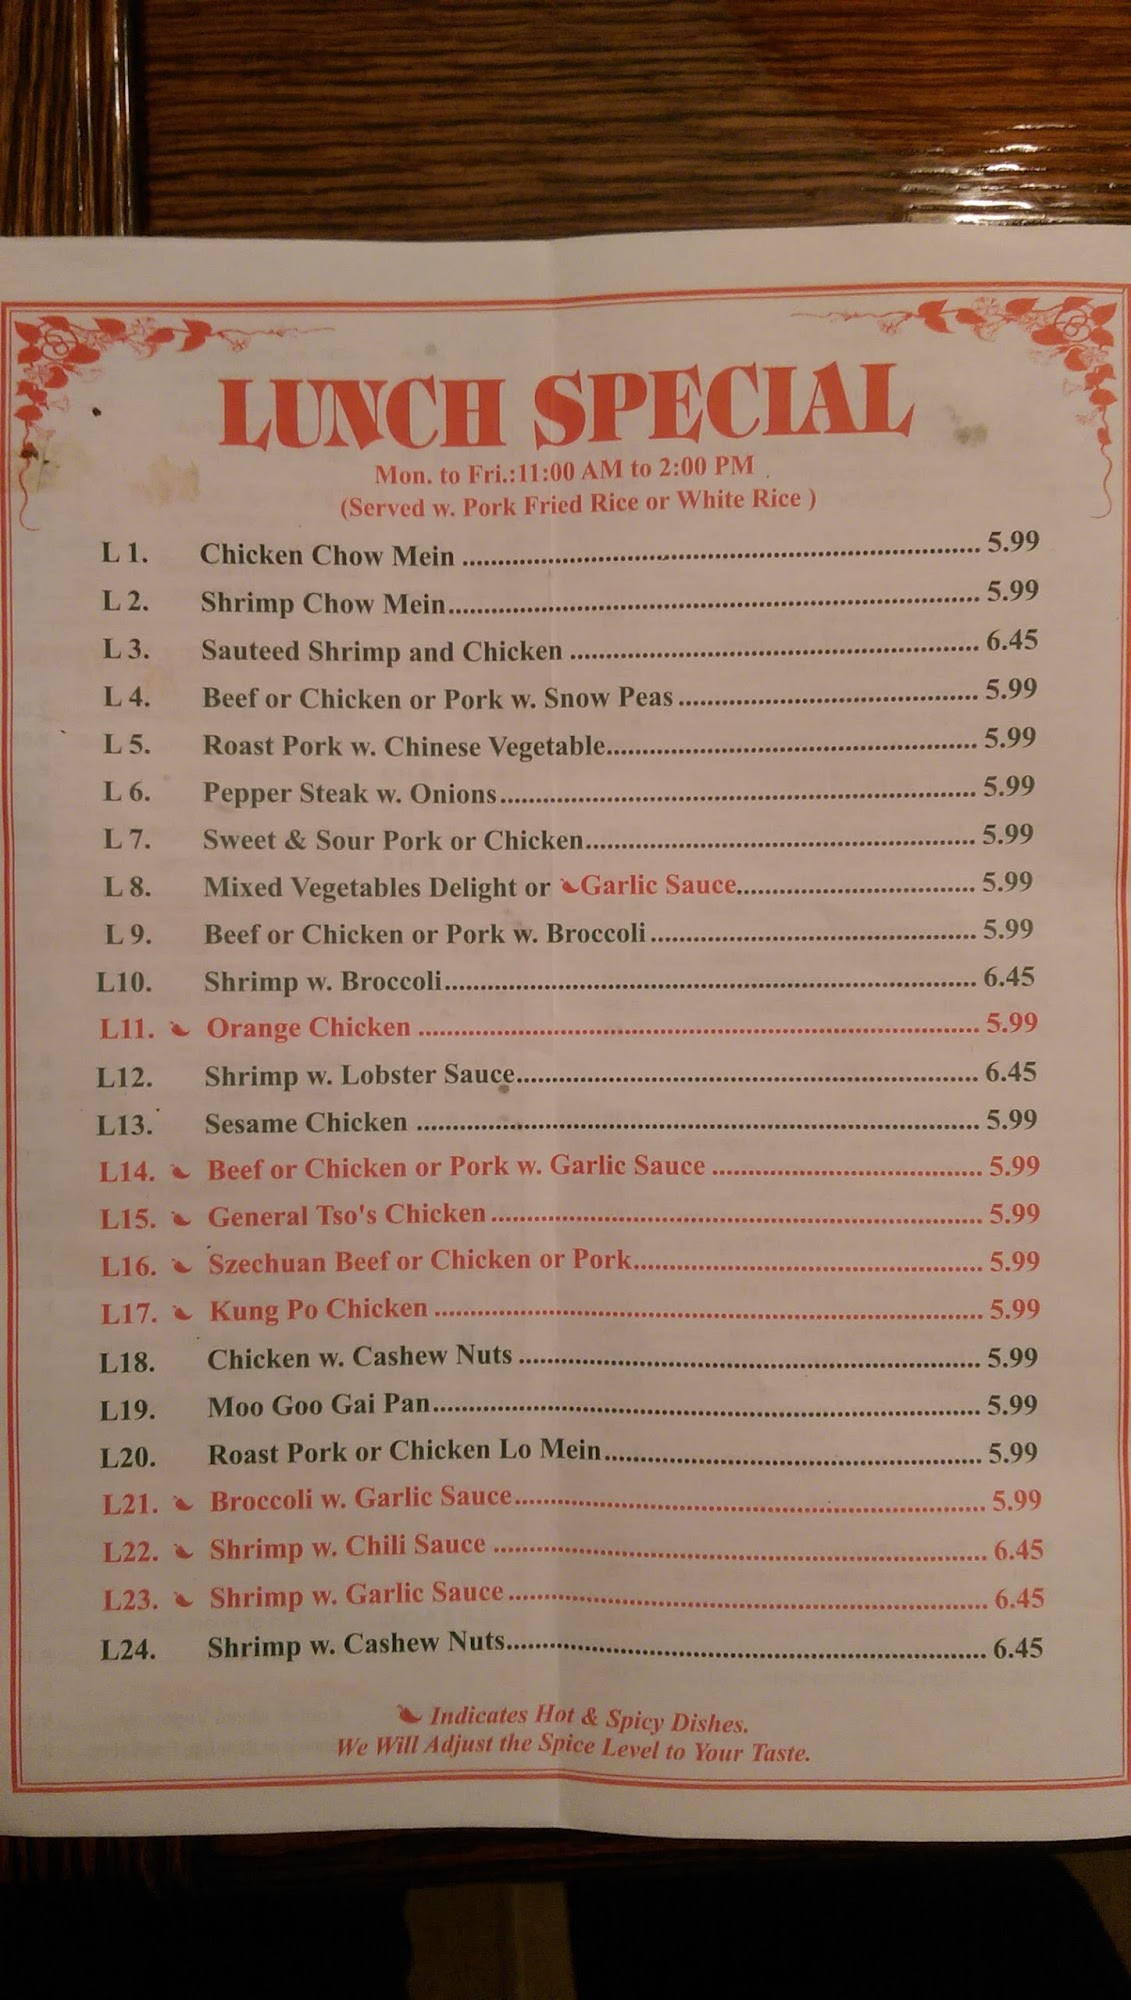 LUNCH SPECIAL
Mon. to Fri.:11:00 AM to 2:00 PM
(Served w. Pork Fried Rice or White Rice )
L 1. Chicken Chow Mein ........ 5.99
L 2. Shrimp Chow Mein........ 5.99
L 3. Sauteed Shrimp and Chicken ........ 6.45
L 4. Beef or Chicken or Pork w. Snow Peas ........ 5.99
L 5. Roast Pork w. Chinese Vegetable........ 5.99
L 6. Pepper Steak w. Onions........ 5.99
L 7. Sweet & Sour Pork or Chicken........ 5.99
L 8. Mixed Vegetables Delight or Garlic Sauce........ 5.99
L 9. Beef or Chicken or Pork w. Broccoli ........ 5.99
L10. Shrimp w. Broccoli........ 6.45
L11. Orange Chicken ........ 5.99
L12. Shrimp w. Lobster Sauce........ 6.45
L13. Sesame Chicken ........ 5.99
L14. Beef or Chicken or Pork w. Garlic Sauce ........ 5.99
L15. General Tso's Chicken ........ 5.99
L16. Szechuan Beef or Chicken or Pork........ 5.99
L17. Kung Po Chicken ........ 5.99
L18. Chicken w. Cashew Nuts ........ 5.99
L19. Moo Goo Gai Pan........ 5.99
L20. Roast Pork or Chicken Lo Mein........ 5.99
L21. Broccoli w. Garlic Sauce........ 5.99
L22. Shrimp w. Chili Sauce ........ 6.45
L23. Shrimp w. Garlic Sauce ........ 6.45
L24. Shrimp w. Cashew Nuts........ 6.45
Indicates Hot & Spicy Dishes.
We Will Adjust the Spice Level to Your Taste.